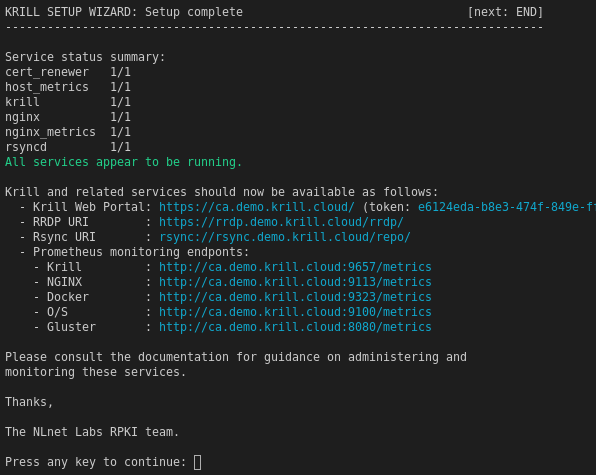 KRILL SETUP WIZARD: Setup complete                                [next: END]
-----------------------------------------------------------------------------
Service status summary:
cert_renewer   1/1
host_metrics   1/1
krill          1/1
nginx          1/1
nginx_metrics  1/1
rsyncd         1/1
All services appear to be running.
Krill and related services should now be available as follows:
  - Krill Web Portal: https://ca.demo.krill.cloud/ (token: e6124eda-b8e3-474f-849e-f
  - RRDP URI        : https://rrdp.demo.krill.cloud/rrdp/
  - Rsync URI       : rsync://rsync.demo.krill.cloud/repo/
  - Prometheus monitoring endponts:
    - Krill         : http://ca.demo.krill.cloud:9657/metrics
    - NGINX         : http://ca.demo.krill.cloud:9113/metrics
    - Docker        : http://ca.demo.krill.cloud:9323/metrics
    - O/S           : http://ca.demo.krill.cloud:9100/metrics
    - Gluster       : http://ca.demo.krill.cloud:8080/metrics
Please consult the documentation for guidance on administering and
monitoring these services.
Thanks,
The NLnet Labs RPKI team.
Press any key to continue: